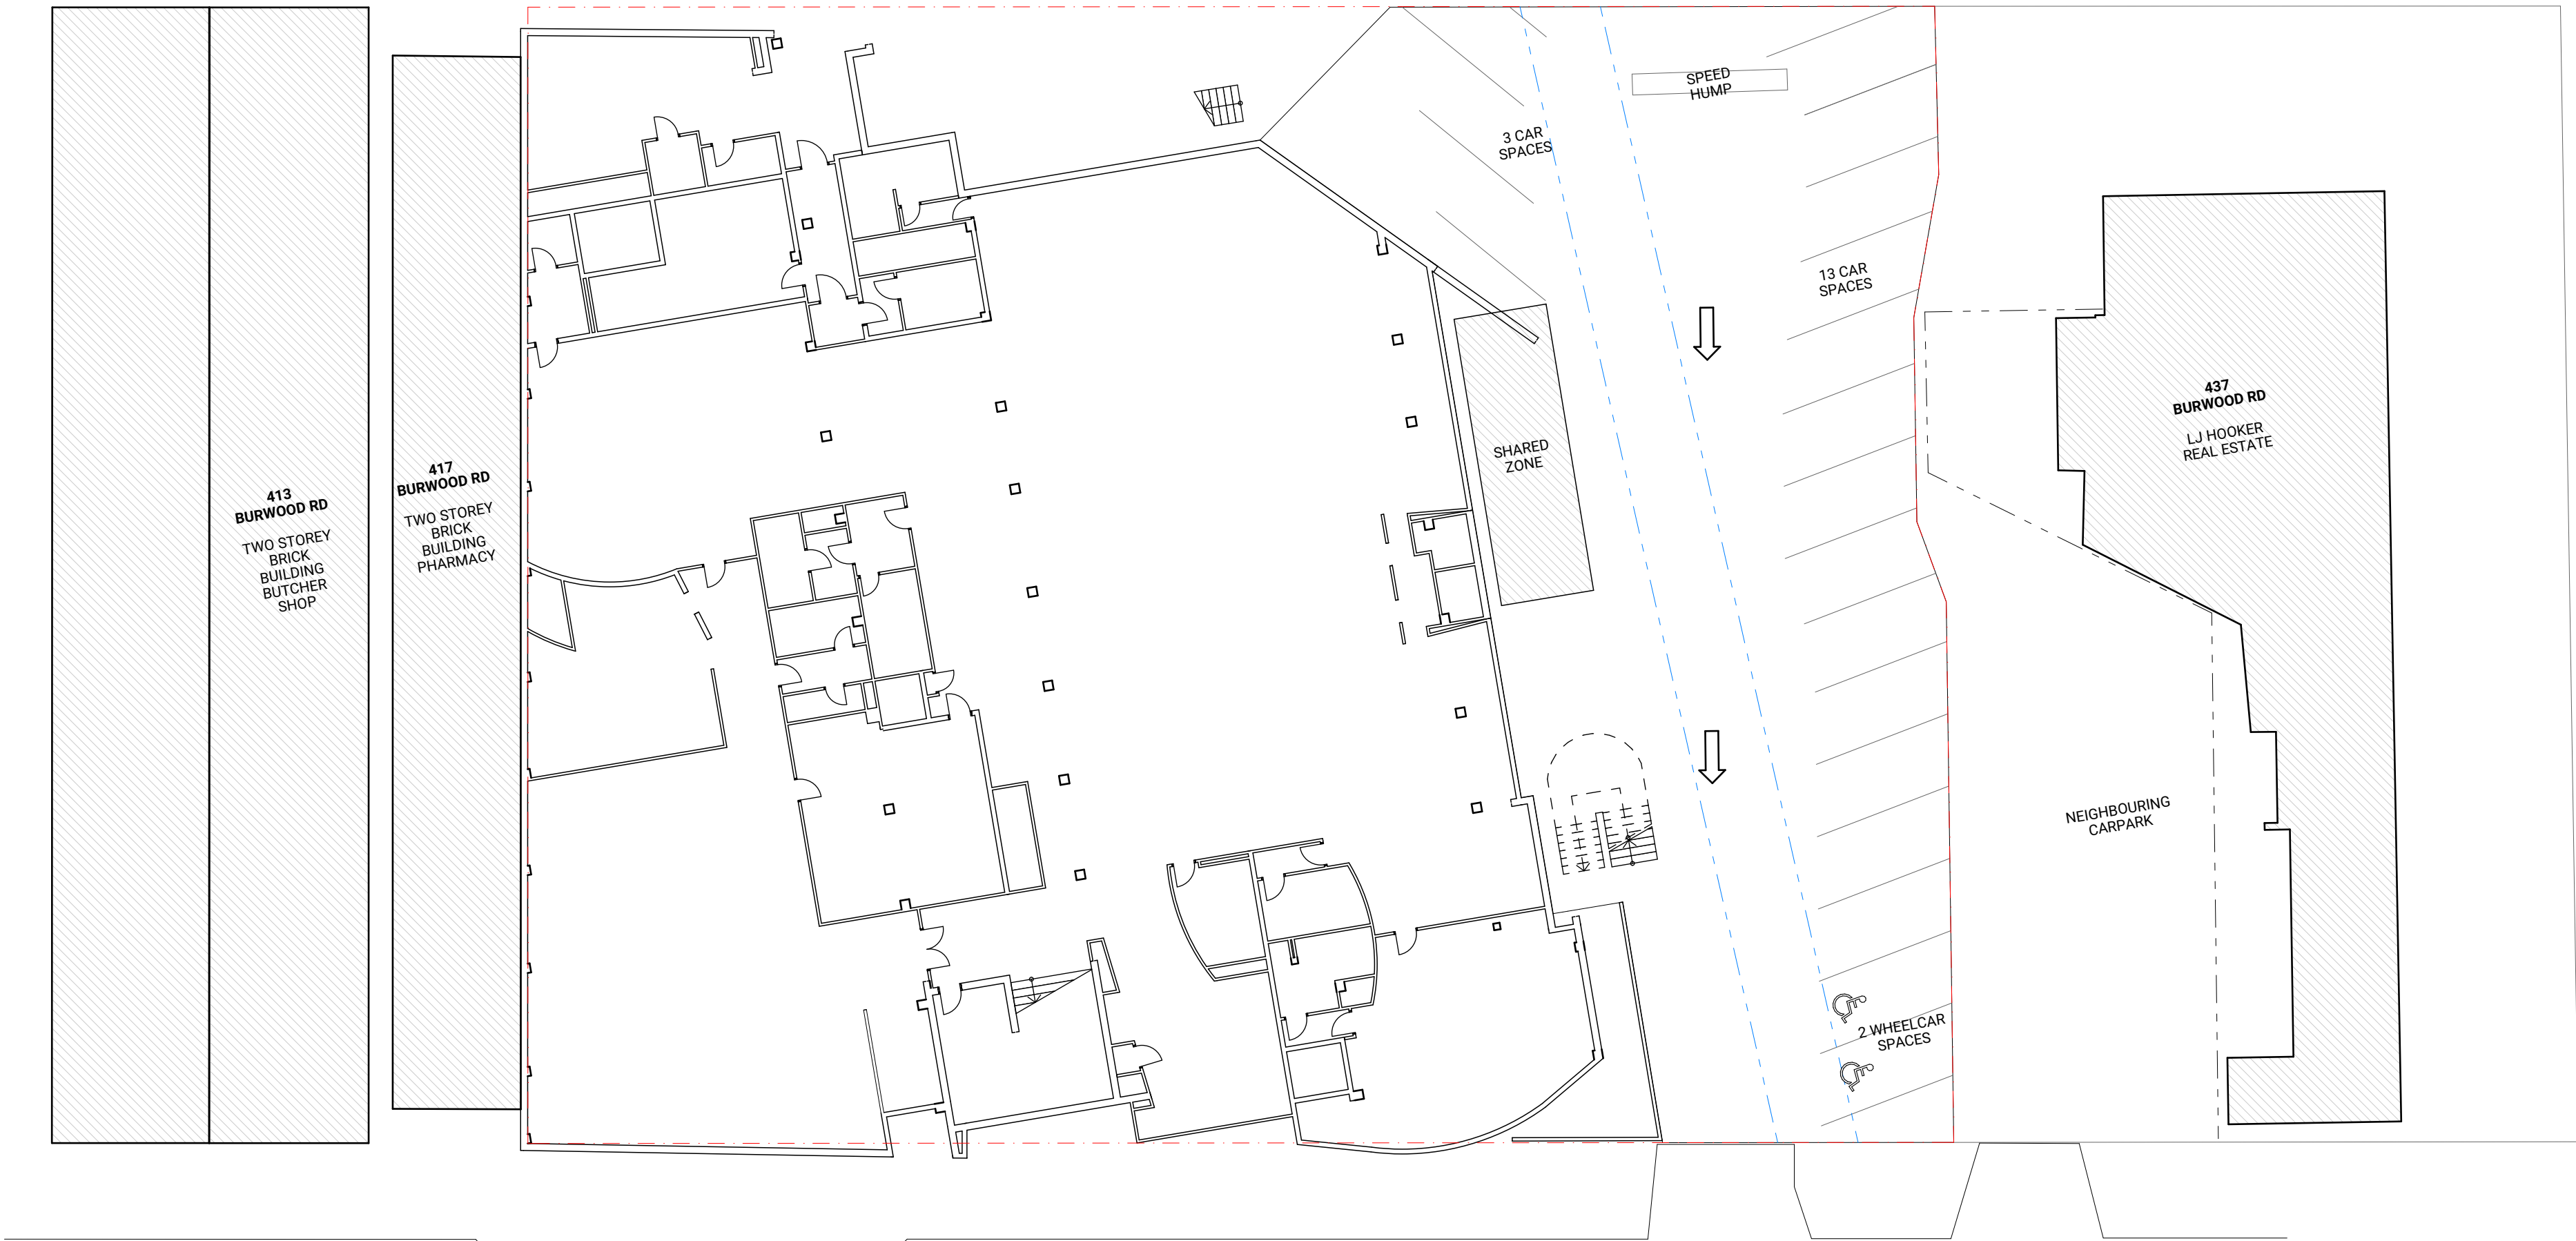 413
BURWOOD RD
TWO STOREY
BRICK
BUILDING
BUTCHER
SHOP
417
BURWOOD RD
TWO STOREY
BRICK
BUILDING
PHARMACY
SPEED
HUMP
3 CAR
SPACES
13 CAR
SPACES
SHARED
ZONE
437
BURWOOD RD
LJ HOOKER
REAL ESTATE
NEIGHBOURING
CARPARK
2 WHEELCAR
SPACES